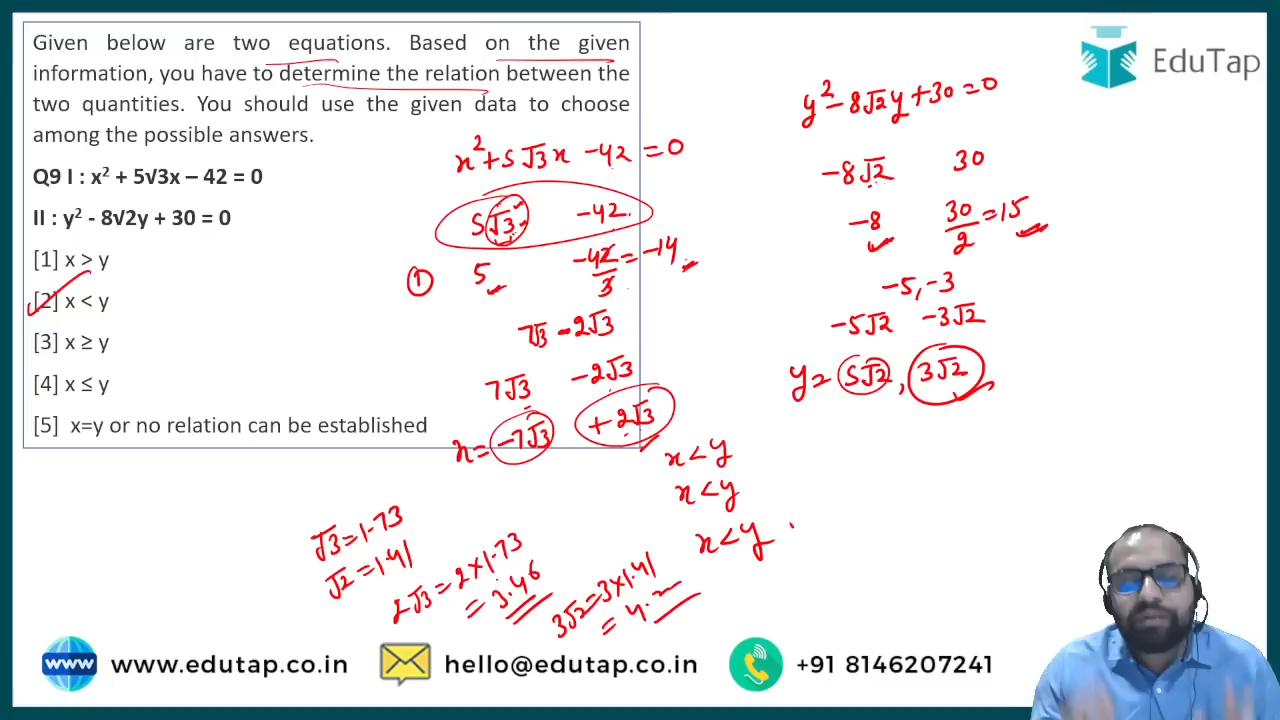 Given below are two equations. Based on the given
information, you have to determine the relation between the
two quantities. You should use the given data to choose
among the possible answers.
Q9 I : x² + 5√3x – 42 = 0
II : y² - 8√2y + 30 = 0
[1] x > y
[2] x < y
[3] x ≥ y
[4] x ≤ y
[5] x=y or no relation can be established
x² + 5√3x - 42 = 0
5√3 -42
① 5 -42/3 = -14
7√3 -2√3
7√3 -2√3
x = -7√3 +2√3
EduTap
y² - 8√2y + 30 = 0
-8√2 30
-8 30/2 = 15
-5, -3
-5√2 -3√2
y = 5√2, 3√2
x < y
x < y
x < y
√3 = 1.73
√2 = 1.41
2√3 = 2×1.73
= 3.46
3√2 = 3×1.41
= 4.2
www www.edutap.co.in hello@edutap.co.in +91 8146207241